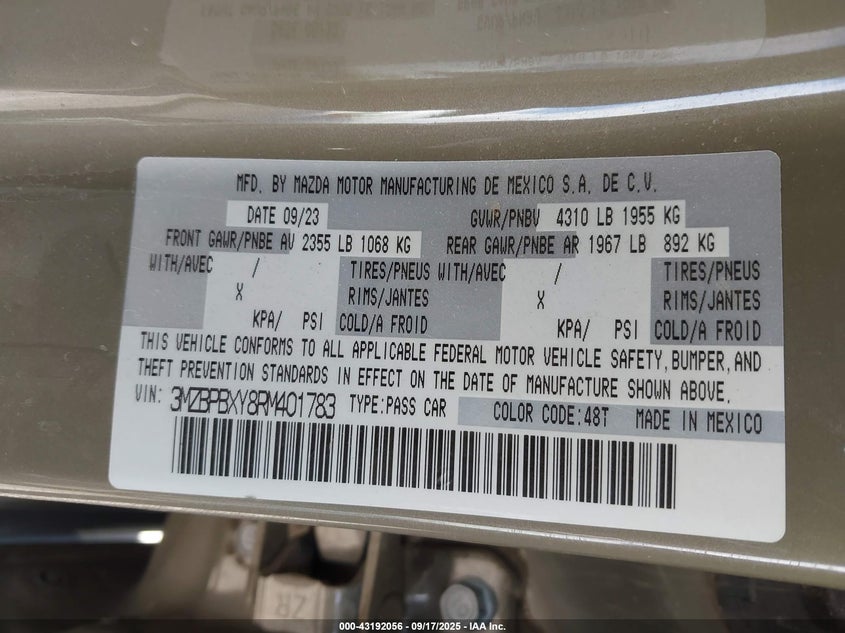 MFD. BY MAZDA MOTOR MANUFACTURING DE MEXICO S.A. DE C.V.
DATE 09/23 GVWR/PNBV 4310 LB 1955 KG
FRONT GAWR/PNBE AV 2355 LB 1068 KG REAR GAWR/PNBE AR 1967 LB 892 KG
WITH/AVEC / TIRES/PNEUS WITH/AVEC / TIRES/PNEUS
X RIMS/JANTES X RIMS/JANTES
KPA/ PSI COLD/A FROID KPA/ PSI COLD/A FROID
THIS VEHICLE CONFORMS TO ALL APPLICABLE FEDERAL MOTOR VEHICLE SAFETY, BUMPER, AND
THEFT PREVENTION STANDARDS IN EFFECT ON THE DATE OF MANUFACTURE SHOWN ABOVE.
VIN: 3MZBPBXY8RM401783 TYPE:PASS CAR COLOR CODE:48T MADE IN MEXICO
ZR
000-43192056 - 09/17/2025 - IAA Inc.